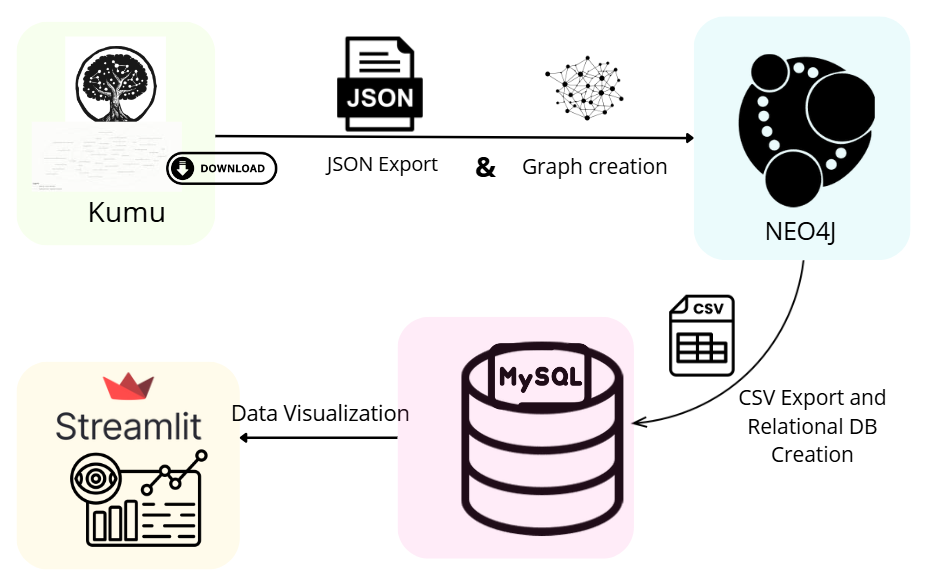 JSON
DOWNLOAD
JSON Export
&
Graph creation
Kumu
NEO4J
CSV
MySQL
CSV Export and
Relational DB
Creation
Data Visualization
Streamlit